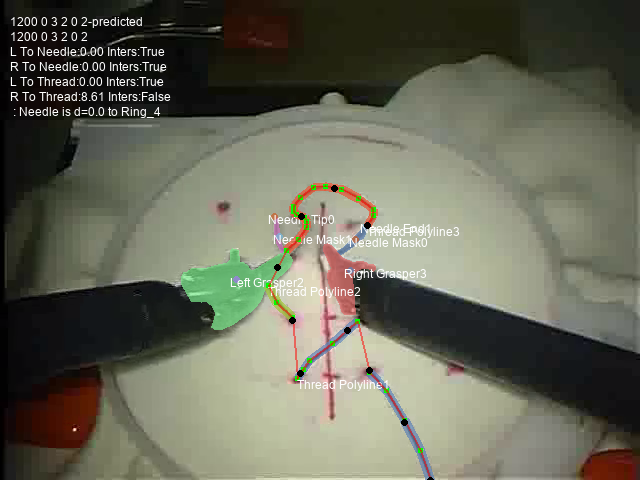 1200 0 3 2 0 2-predicted
1200 0 3 2 0 2
L To Needle:0.00 Inters:True
R To Needle:0.00 Inters:True
L To Thread:0.00 Inters:True
R To Thread:8.61 Inters:False
: Needle is d=0.0 to Ring_4
Needle Tip0
Needle End1
Thread Polyline3
Needle Mask1
Needle Mask0
Right Grasper3
Left Grasper2
Thread Polyline2
Thread Polyline1